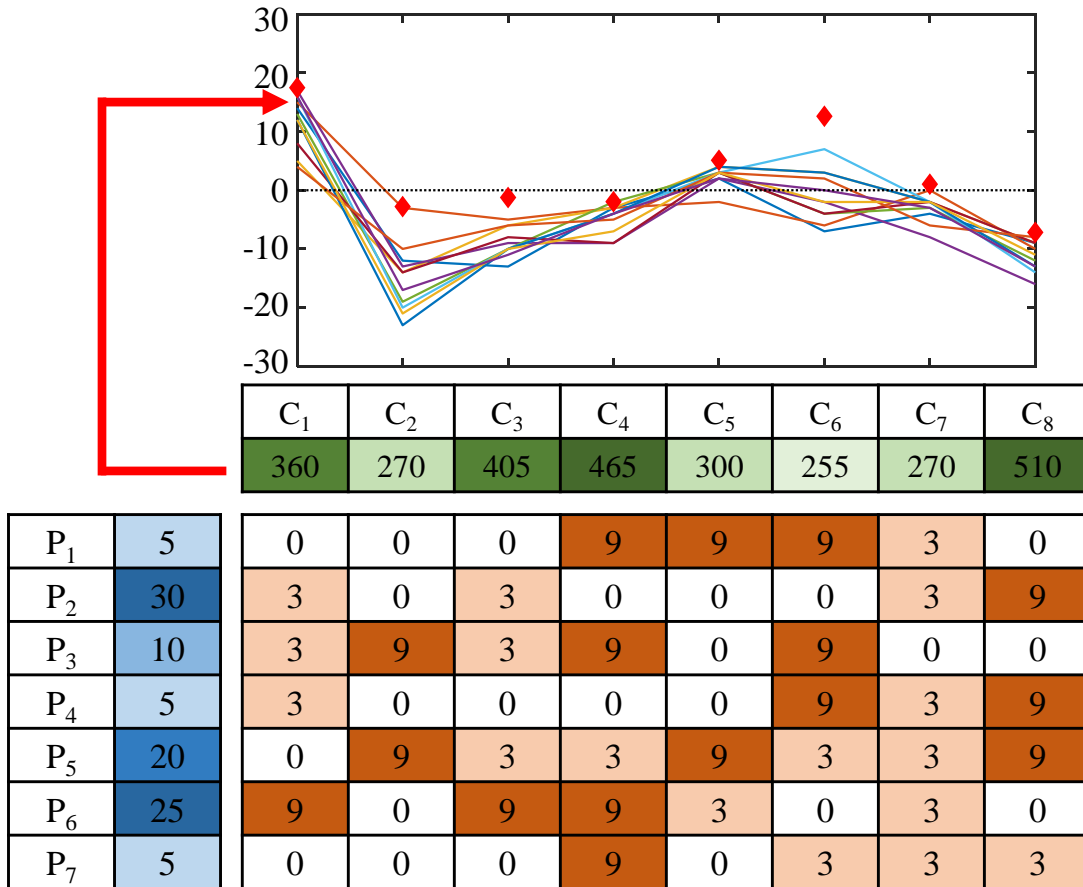 30
20
10
0
-10
-20
-30
C₁ C₂ C₃ C₄ C₅ C₆ C₇ C₈
360 270 405 465 300 255 270 510
P₁ 5 0 0 0 9 9 9 3 0
P₂ 30 3 0 3 0 0 0 3 9
P₃ 10 3 9 3 9 0 9 0 0
P₄ 5 3 0 0 0 0 9 3 9
P₅ 20 0 9 3 3 9 3 3 9
P₆ 25 9 0 9 9 3 0 3 0
P₇ 5 0 0 0 9 0 3 3 3